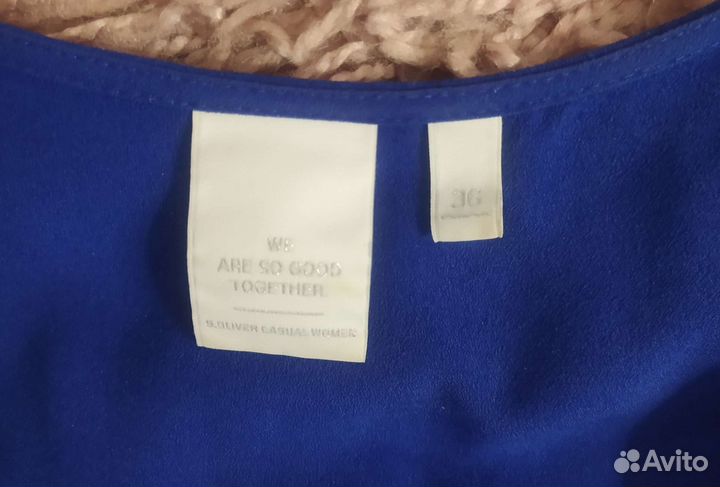 WE
ARE SO GOOD
TOGETHER.
S.OLIVER CASUAL WOMEN
36
Avito